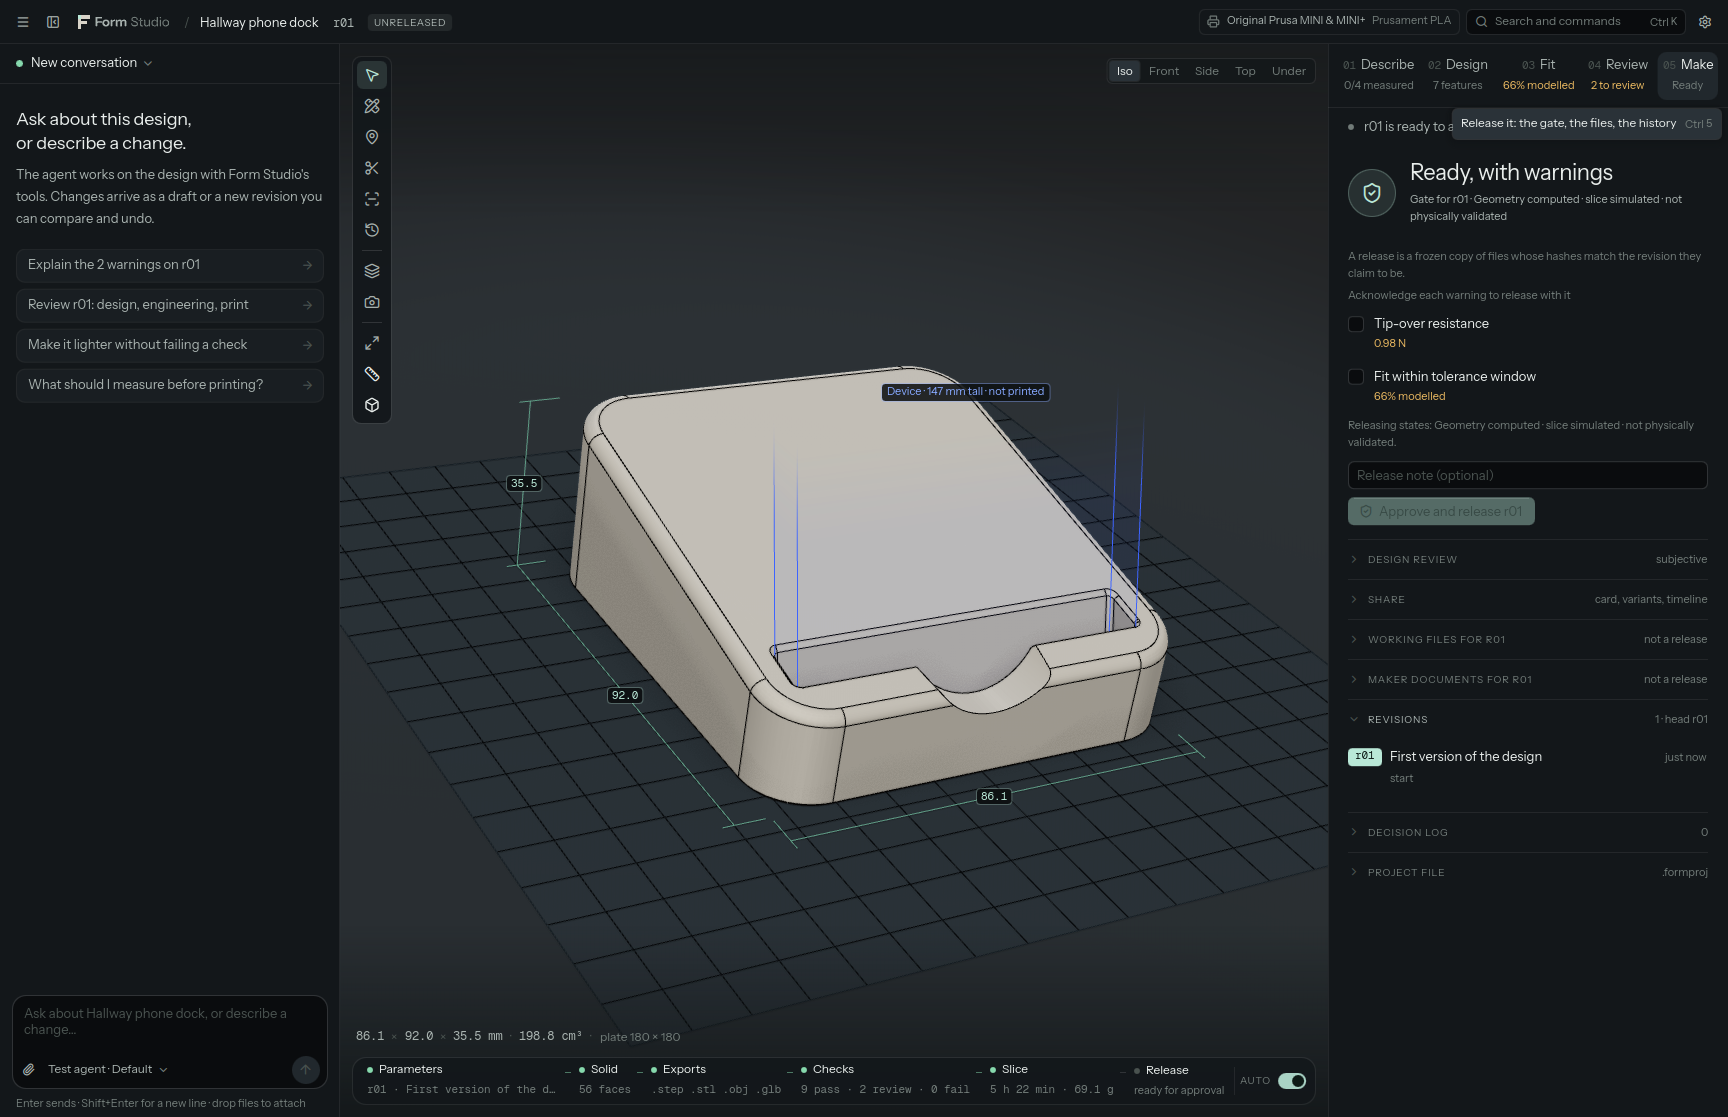 Form Studio / Hallway phone dock r01 UNRELEASED
Original Prusa MINI & MINI+ Prusament PLA
Search and commands Ctrl K
New conversation
Ask about this design,
or describe a change.
The agent works on the design with Form Studio's
tools. Changes arrive as a draft or a new revision you
can compare and undo.
Explain the 2 warnings on r01
Review r01: design, engineering, print
Make it lighter without failing a check
What should I measure before printing?
Ask about Hallway phone dock, or describe a
change...
Test agent · Default
Enter sends · Shift+Enter for a new line · drop files to attach
Iso Front Side Top Under
Device · 147 mm tall · not printed
35.5
92.0
86.1
86.1 × 92.0 × 35.5 mm · 198.8 cm³ · plate 180 × 180
Parameters
r01 · First version of the d…
Solid
56 faces
Exports
.step .stl .obj .glb
Checks
9 pass · 2 review · 0 fail
Slice
5 h 22 min · 69.1 g
Release
ready for approval
AUTO
01 Describe
0/4 measured
02 Design
7 features
03 Fit
66% modelled
04 Review
2 to review
05 Make
Ready
r01 is ready to a
Release it: the gate, the files, the history Ctrl 5
Ready, with warnings
Gate for r01 · Geometry computed · slice simulated · not
physically validated
A release is a frozen copy of files whose hashes match the revision they
claim to be.
Acknowledge each warning to release with it
Tip-over resistance
0.98 N
Fit within tolerance window
66% modelled
Releasing states: Geometry computed · slice simulated · not physically
validated.
Release note (optional)
Approve and release r01
DESIGN REVIEW subjective
SHARE card, variants, timeline
WORKING FILES FOR R01 not a release
MAKER DOCUMENTS FOR R01 not a release
REVISIONS 1 · head r01
r01 First version of the design just now
start
DECISION LOG 0
PROJECT FILE .formproj